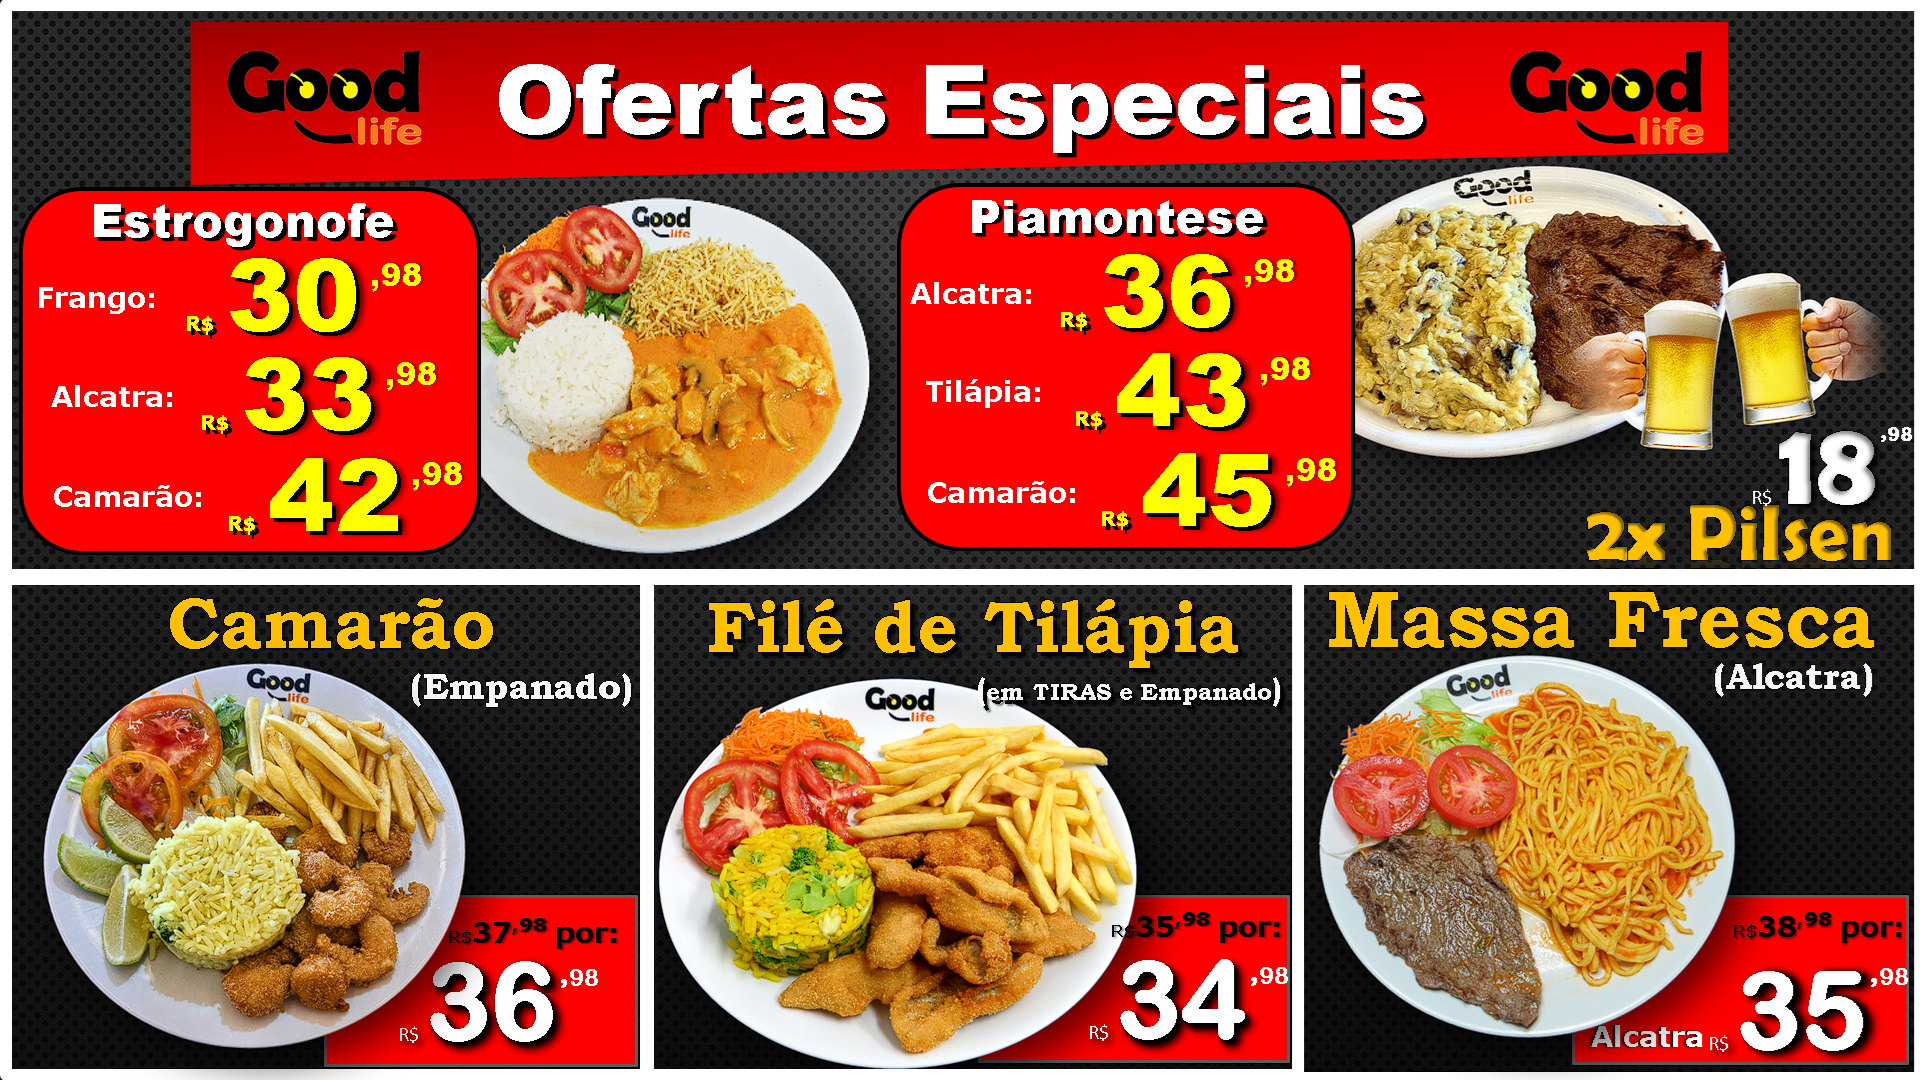 Good life
Ofertas Especiais
Good life
Estrogonofe
Frango: R$ 30,98
Alcatra: R$ 33,98
Camarão: R$ 42,98
Good life
Piamontese
Alcatra: R$ 36,98
Tilápia: R$ 43,98
Camarão: R$ 45,98
Good life
R$ 18,98
2x Pilsen
Camarão
(Empanado)
Good life
R$37,98 por:
R$ 36,98
Filé de Tilápia
(em TIRAS e Empanado)
Good life
R$35,98 por:
R$ 34,98
Massa Fresca
(Alcatra)
Good life
R$38,98 por:
Alcatra R$ 35,98